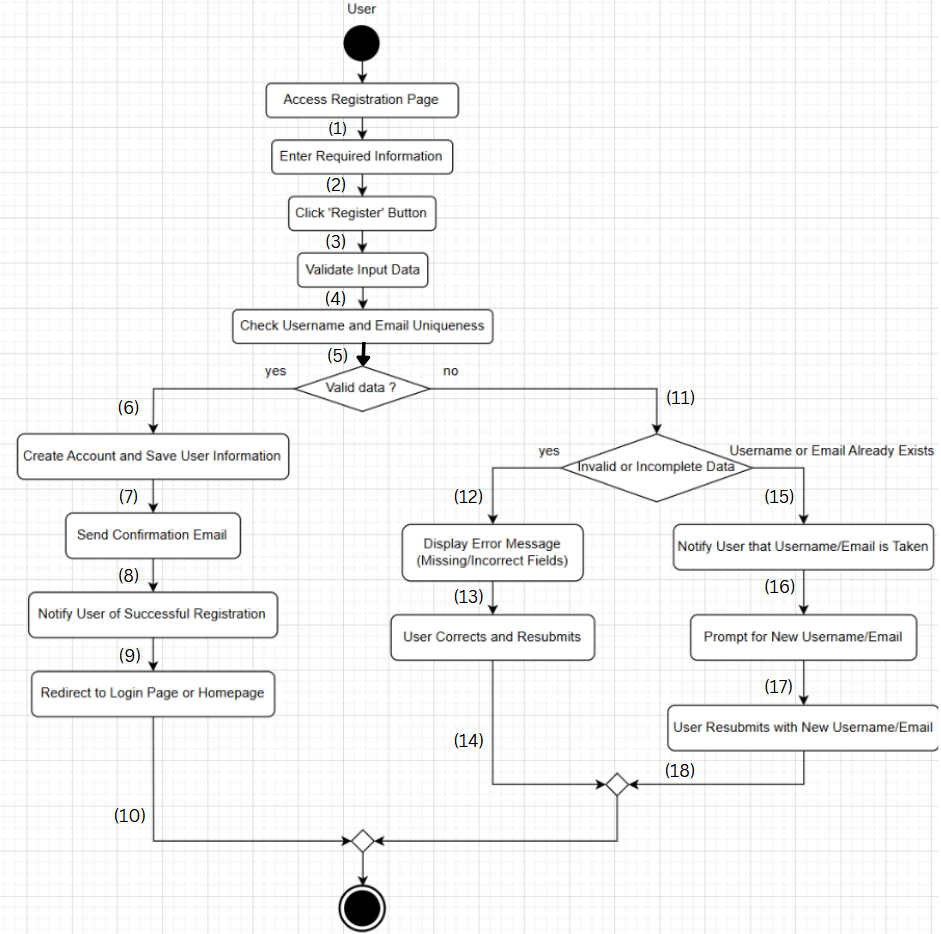 User
Access Registration Page
(1)
Enter Required Information
(2)
Click 'Register' Button
(3)
Validate Input Data
(4)
Check Username and Email Uniqueness
(5)
yes
Valid data ?
no
(6)
(11)
Create Account and Save User Information
yes
Invalid or Incomplete Data
Username or Email Already Exists
(7)
(12)
(15)
Send Confirmation Email
Display Error Message
(Missing/Incorrect Fields)
Notify User that Username/Email is Taken
(8)
(13)
(16)
Notify User of Successful Registration
User Corrects and Resubmits
Prompt for New Username/Email
(9)
(17)
Redirect to Login Page or Homepage
User Resubmits with New Username/Email
(14)
(18)
(10)